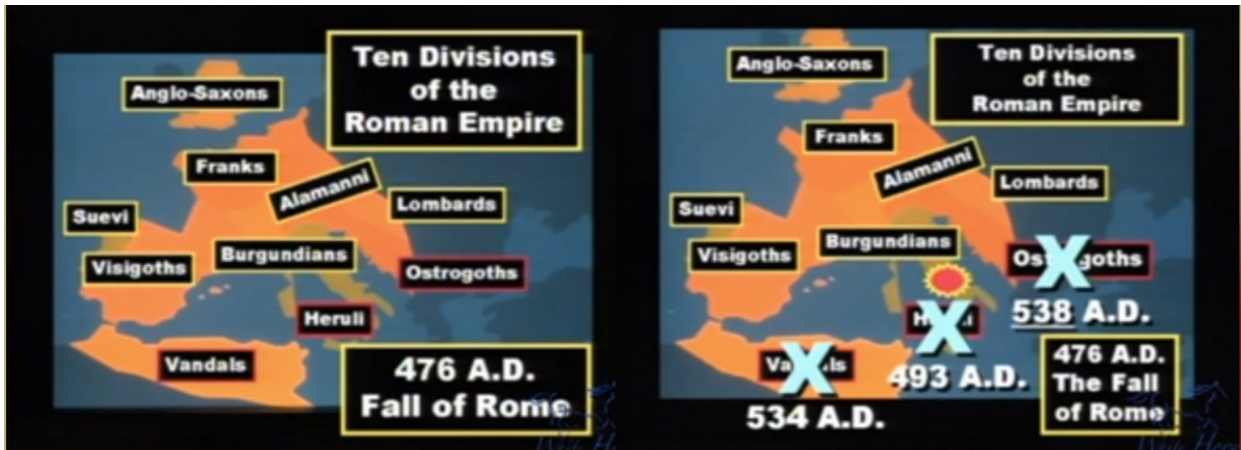 Ten Divisions
of the
Roman Empire
Anglo-Saxons
Franks
Alamanni
Lombards
Suevi
Visigoths
Burgundians
Ostrogoths
Heruli
Vandals
476 A.D.
Fall of Rome
White
Ten Divisions
of the
Roman Empire
Anglo-Saxons
Franks
Alamanni
Lombards
Suevi
Visigoths
Burgundians
538 A.D.
493 A.D.
534 A.D.
476 A.D.
The Fall
of Rome
White